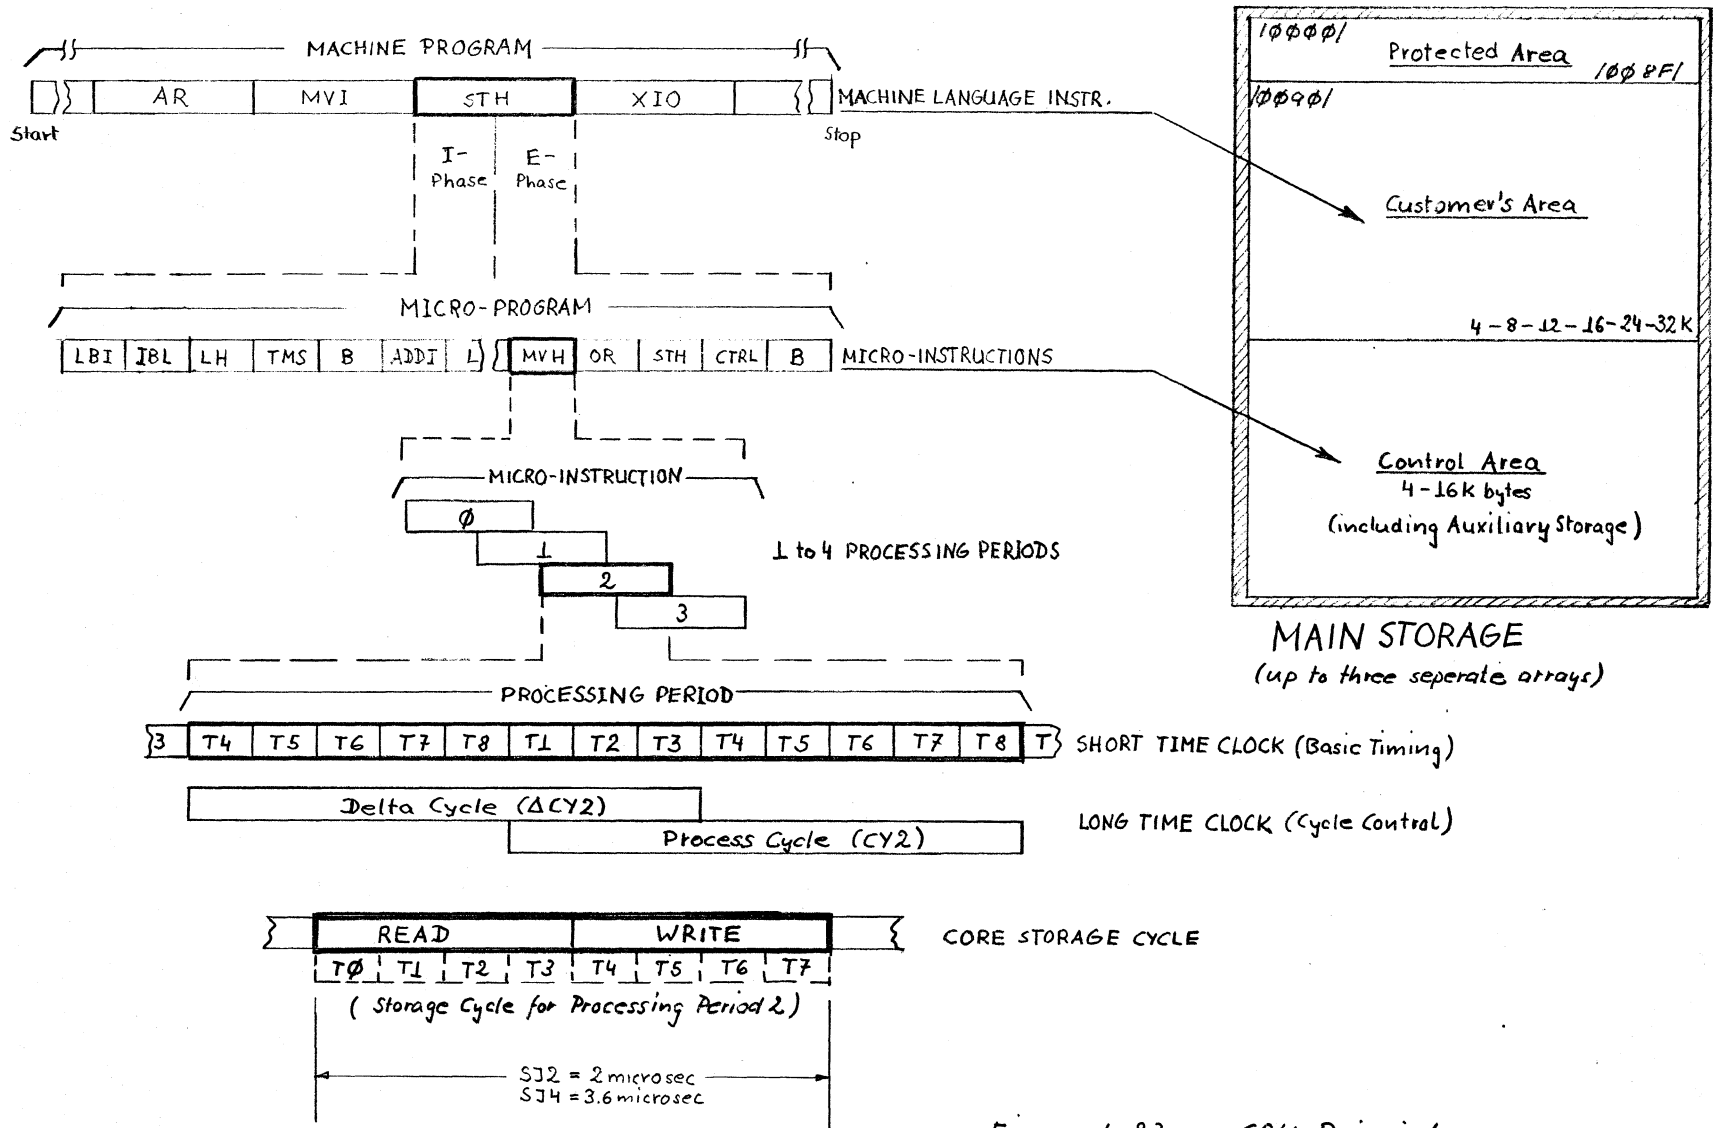 MACHINE PROGRAM
AR MVI STH XIO
MACHINE LANGUAGE INSTR.
Start
Stop
I-Phase
E-Phase
MICRO-PROGRAM
LBI IBL LH TMS B ADDI L MVH OR STH CTRL B
MICRO-INSTRUCTIONS
MICRO-INSTRUCTION
0
1
2
3
1 to 4 PROCESSING PERIODS
PROCESSING PERIOD
3 T4 T5 T6 T7 T8 T1 T2 T3 T4 T5 T6 T7 T8 T
SHORT TIME CLOCK (Basic Timing)
Delta Cycle (ΔCY2)
Process Cycle (CY2)
LONG TIME CLOCK (Cycle Control)
READ WRITE
CORE STORAGE CYCLE
TØ T1 T2 T3 T4 T5 T6 T7
(Storage Cycle for Processing Period 2)
SJ2 = 2 microsec
SJ4 = 3.6 microsec
/ØØØØ/
Protected Area
/ØØ8F/
/ØØ9Ø/
Customer's Area
4-8-12-16-24-32K
Control Area
4-16K bytes
(including Auxiliary Storage)
MAIN STORAGE
(up to three seperate arrays)